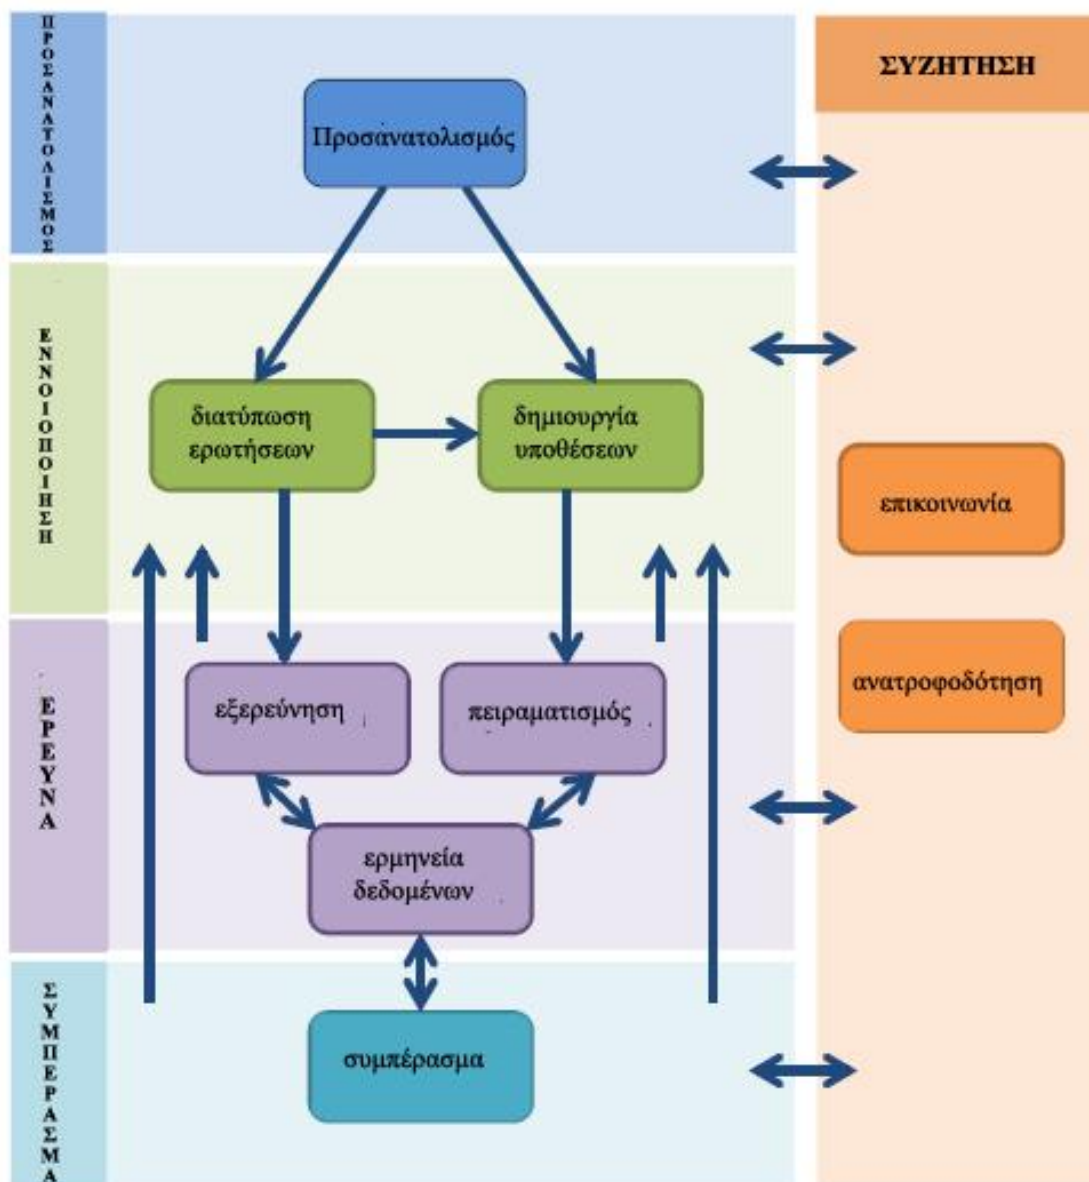 ΠΡΟΣΑΝΑΤΟΛΙΣΜΟΣ
Προσανατολισμός
ΣΥΖΗΤΗΣΗ
ΕΝΝΟΙΟΠΟΙΗΣΗ
διατύπωση
ερωτήσεων
δημιουργία
υποθέσεων
επικοινωνία
ΕΡΕΥΝΑ
εξερεύνηση
πειραματισμός
ανατροφοδότηση
ερμηνεία
δεδομένων
ΣΥΜΠΕΡΑΣΜΑ
συμπέρασμα